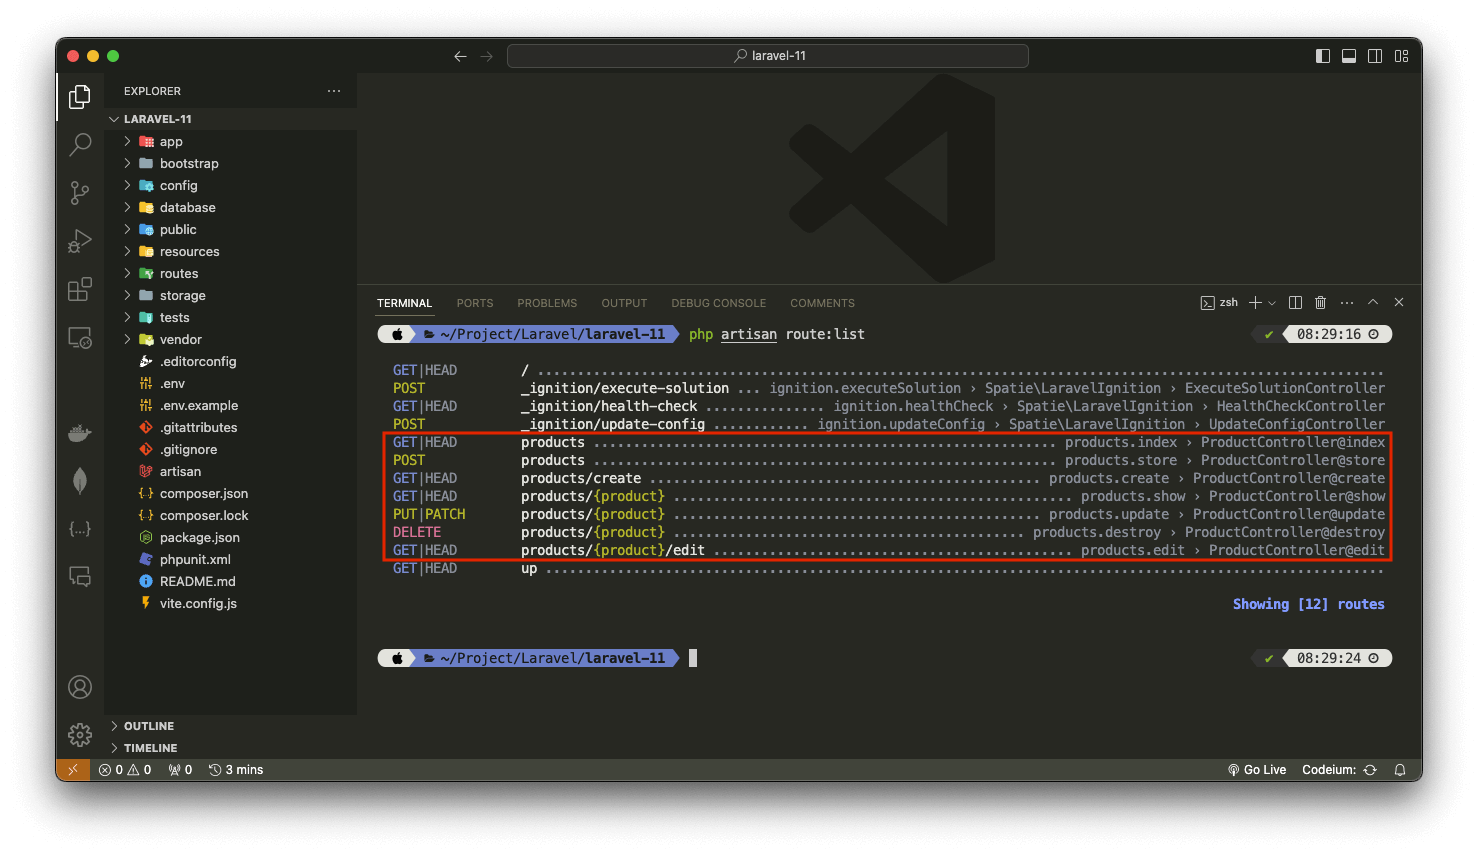 laravel-11
EXPLORER
LARAVEL-11
app
bootstrap
config
database
public
resources
routes
storage
tests
vendor
.editorconfig
.env
.env.example
.gitattributes
.gitignore
artisan
composer.json
composer.lock
package.json
phpunit.xml
README.md
vite.config.js
OUTLINE
TIMELINE
TERMINAL PORTS PROBLEMS OUTPUT DEBUG CONSOLE COMMENTS zsh
~/Project/Laravel/laravel-11 php artisan route:list ✔ 08:29:16
GET|HEAD / ..........................................................................................................
POST _ignition/execute-solution ... ignition.executeSolution › Spatie\LaravelIgnition › ExecuteSolutionController
GET|HEAD _ignition/health-check ............... ignition.healthCheck › Spatie\LaravelIgnition › HealthCheckController
POST _ignition/update-config ............ ignition.updateConfig › Spatie\LaravelIgnition › UpdateConfigController
GET|HEAD products .......................................................... products.index › ProductController@index
POST products .......................................................... products.store › ProductController@store
GET|HEAD products/create ................................................. products.create › ProductController@create
GET|HEAD products/{product} .................................................. products.show › ProductController@show
PUT|PATCH products/{product} .............................................. products.update › ProductController@update
DELETE products/{product} ............................................ products.destroy › ProductController@destroy
GET|HEAD products/{product}/edit ............................................. products.edit › ProductController@edit
GET|HEAD up .........................................................................................................
Showing [12] routes
~/Project/Laravel/laravel-11 ✔ 08:29:24
0 0 0 3 mins Go Live Codeium: